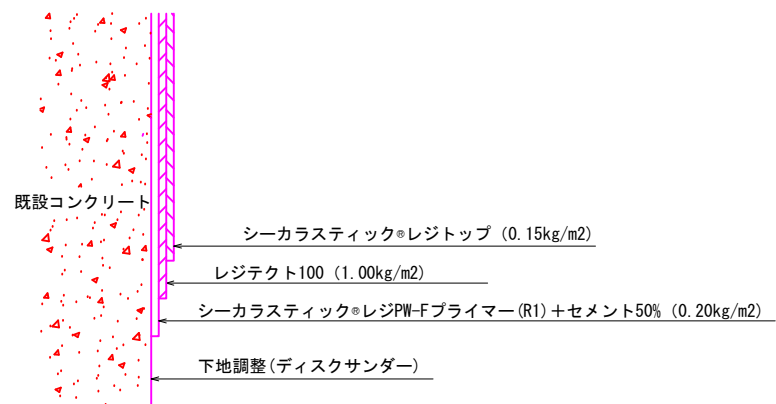 既設コンクリート
シーカラスティック®レジトップ（0.15kg/m2）
レジテクト100（1.00kg/m2）
シーカラスティック®レジPW-Fプライマー(R1)＋セメント50%（0.20kg/m2）
下地調整(ディスクサンダー)